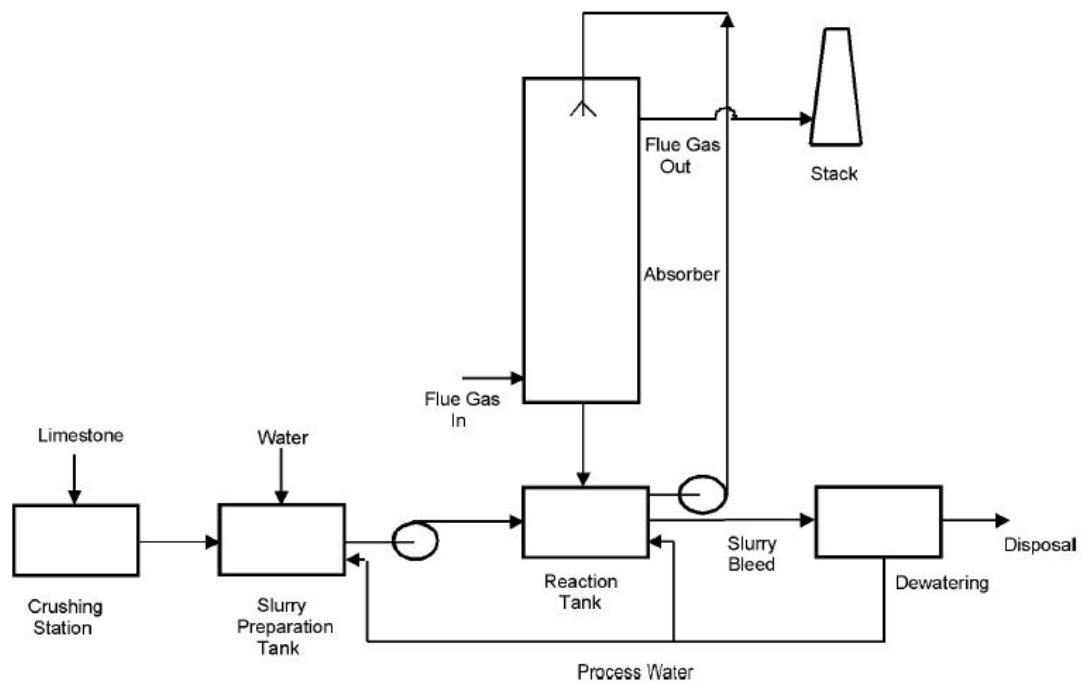 Flue Gas
Out
Stack
Absorber
Flue Gas
In
Limestone
Water
Crushing
Station
Slurry
Preparation
Tank
Reaction
Tank
Slurry
Bleed
Dewatering
Disposal
Process Water